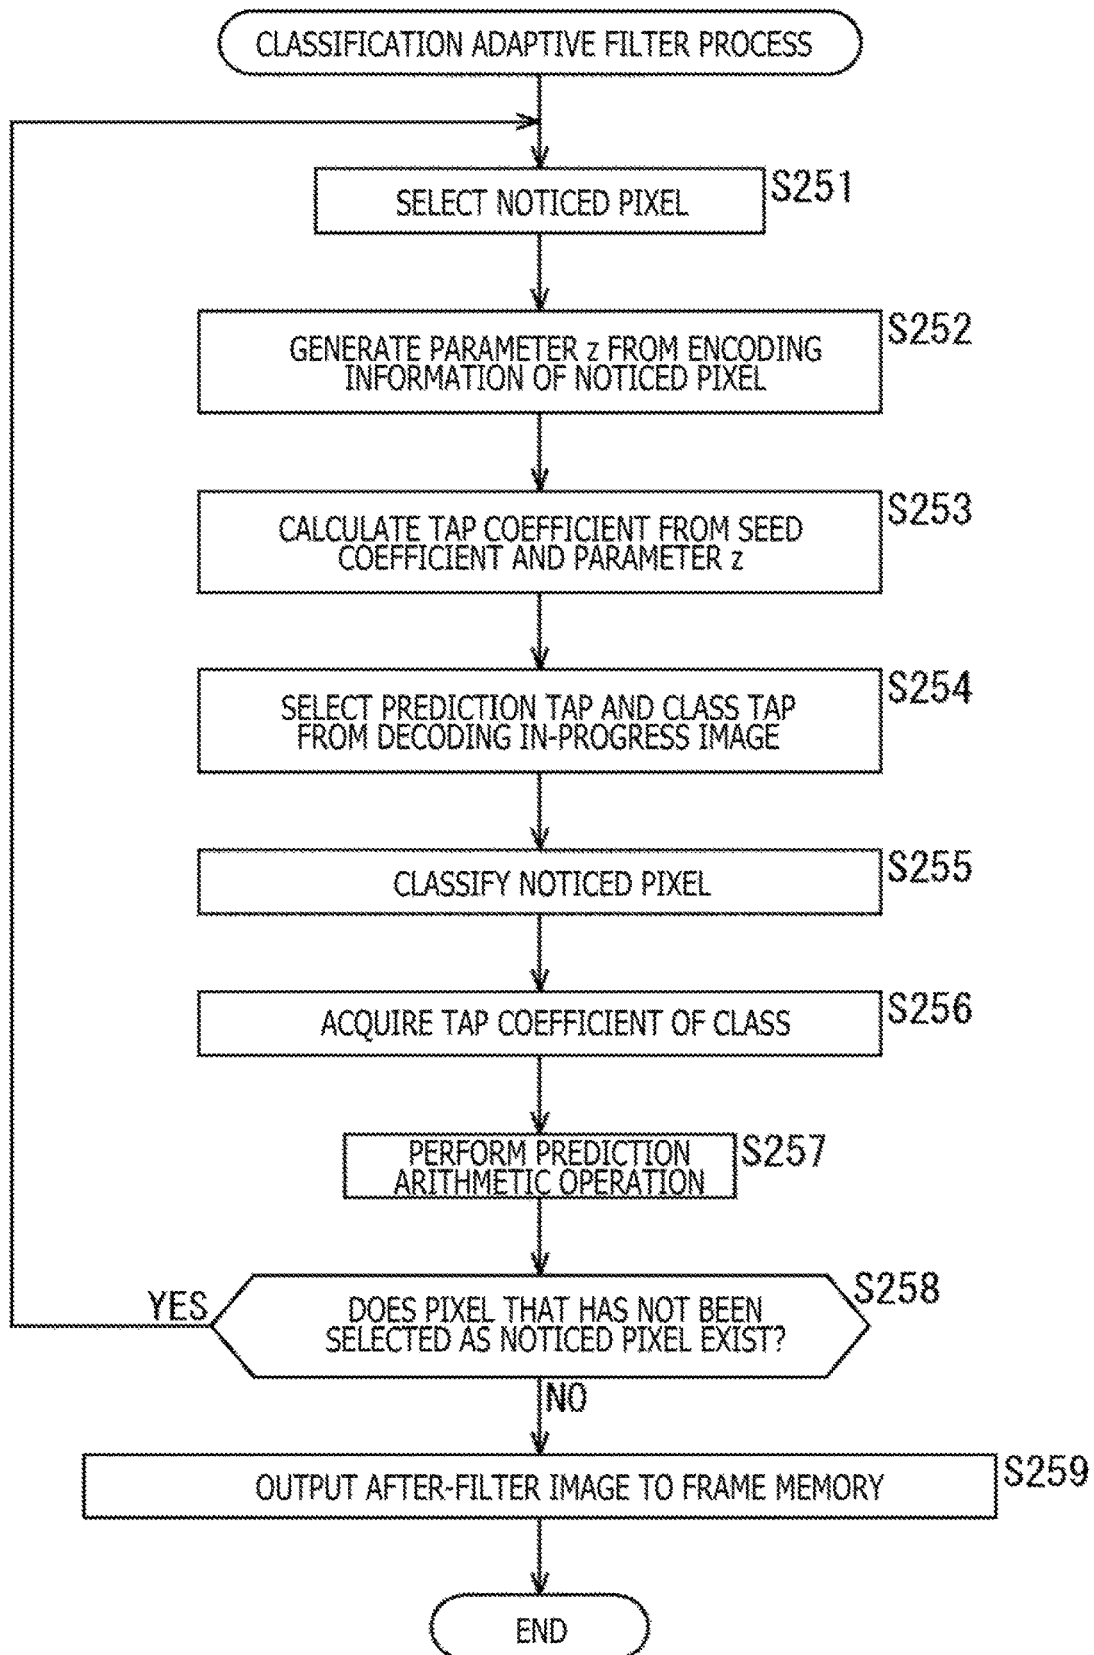 CLASSIFICATION ADAPTIVE FILTER PROCESS
S251
SELECT NOTICED PIXEL
S252
GENERATE PARAMETER z FROM ENCODING
INFORMATION OF NOTICED PIXEL
S253
CALCULATE TAP COEFFICIENT FROM SEED
COEFFICIENT AND PARAMETER z
S254
SELECT PREDICTION TAP AND CLASS TAP
FROM DECODING IN-PROGRESS IMAGE
S255
CLASSIFY NOTICED PIXEL
S256
ACQUIRE TAP COEFFICIENT OF CLASS
S257
PERFORM PREDICTION
ARITHMETIC OPERATION
S258
YES
DOES PIXEL THAT HAS NOT BEEN
SELECTED AS NOTICED PIXEL EXIST?
NO
S259
OUTPUT AFTER-FILTER IMAGE TO FRAME MEMORY
END